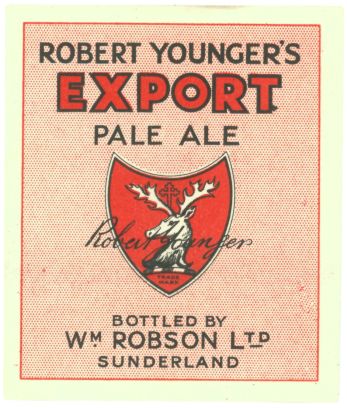 ROBERT YOUNGER'S
EXPORT
PALE ALE
Robert Younger
TRADE
MARK
BOTTLED BY
WM ROBSON LTD
SUNDERLAND